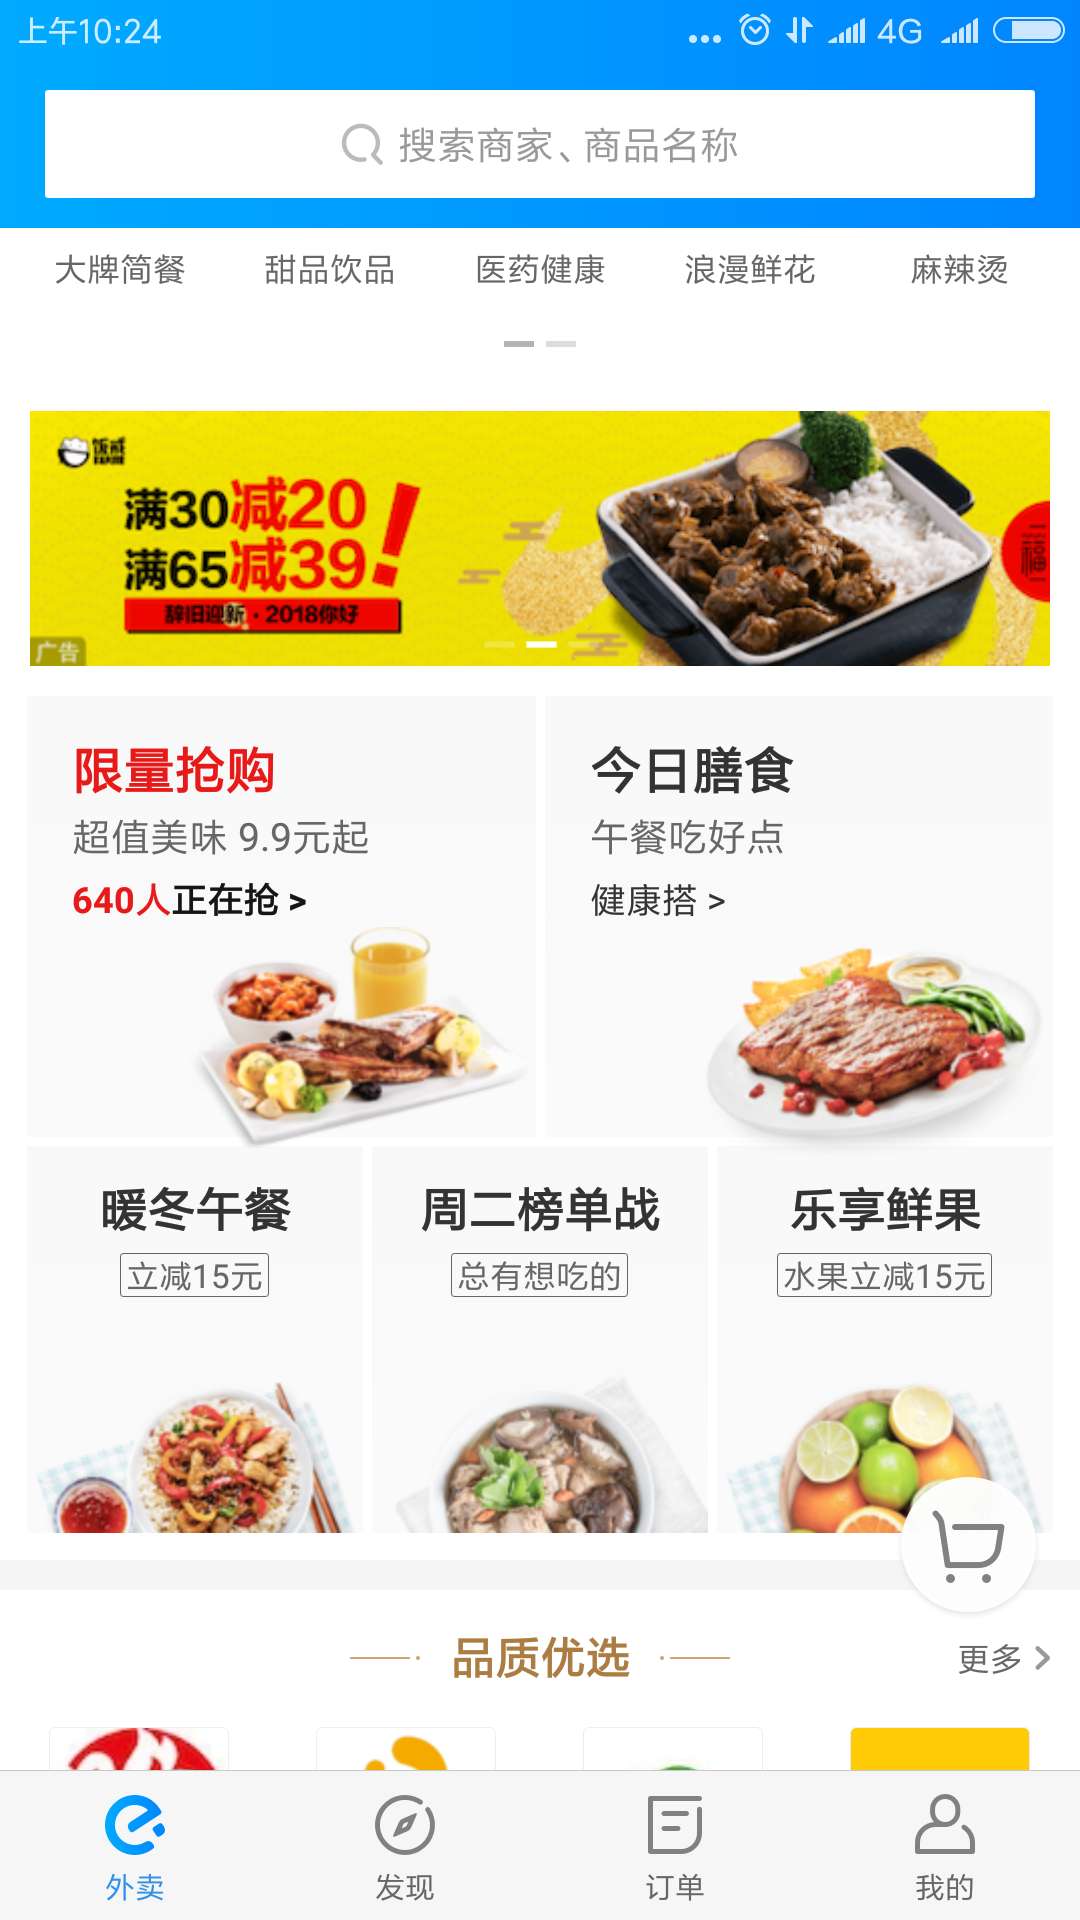 上午10:24
... 4G
搜索商家、商品名称
大牌简餐 甜品饮品 医药健康 浪漫鲜花 麻辣烫
饭戒
满30减20
满65减39!
辞旧迎新·2018你好
福
广告
限量抢购
超值美味 9.9元起
640人正在抢 >
今日膳食
午餐吃好点
健康搭 >
暖冬午餐
立减15元
周二榜单战
总有想吃的
乐享鲜果
水果立减15元
品质优选
更多 >
外卖 发现 订单 我的